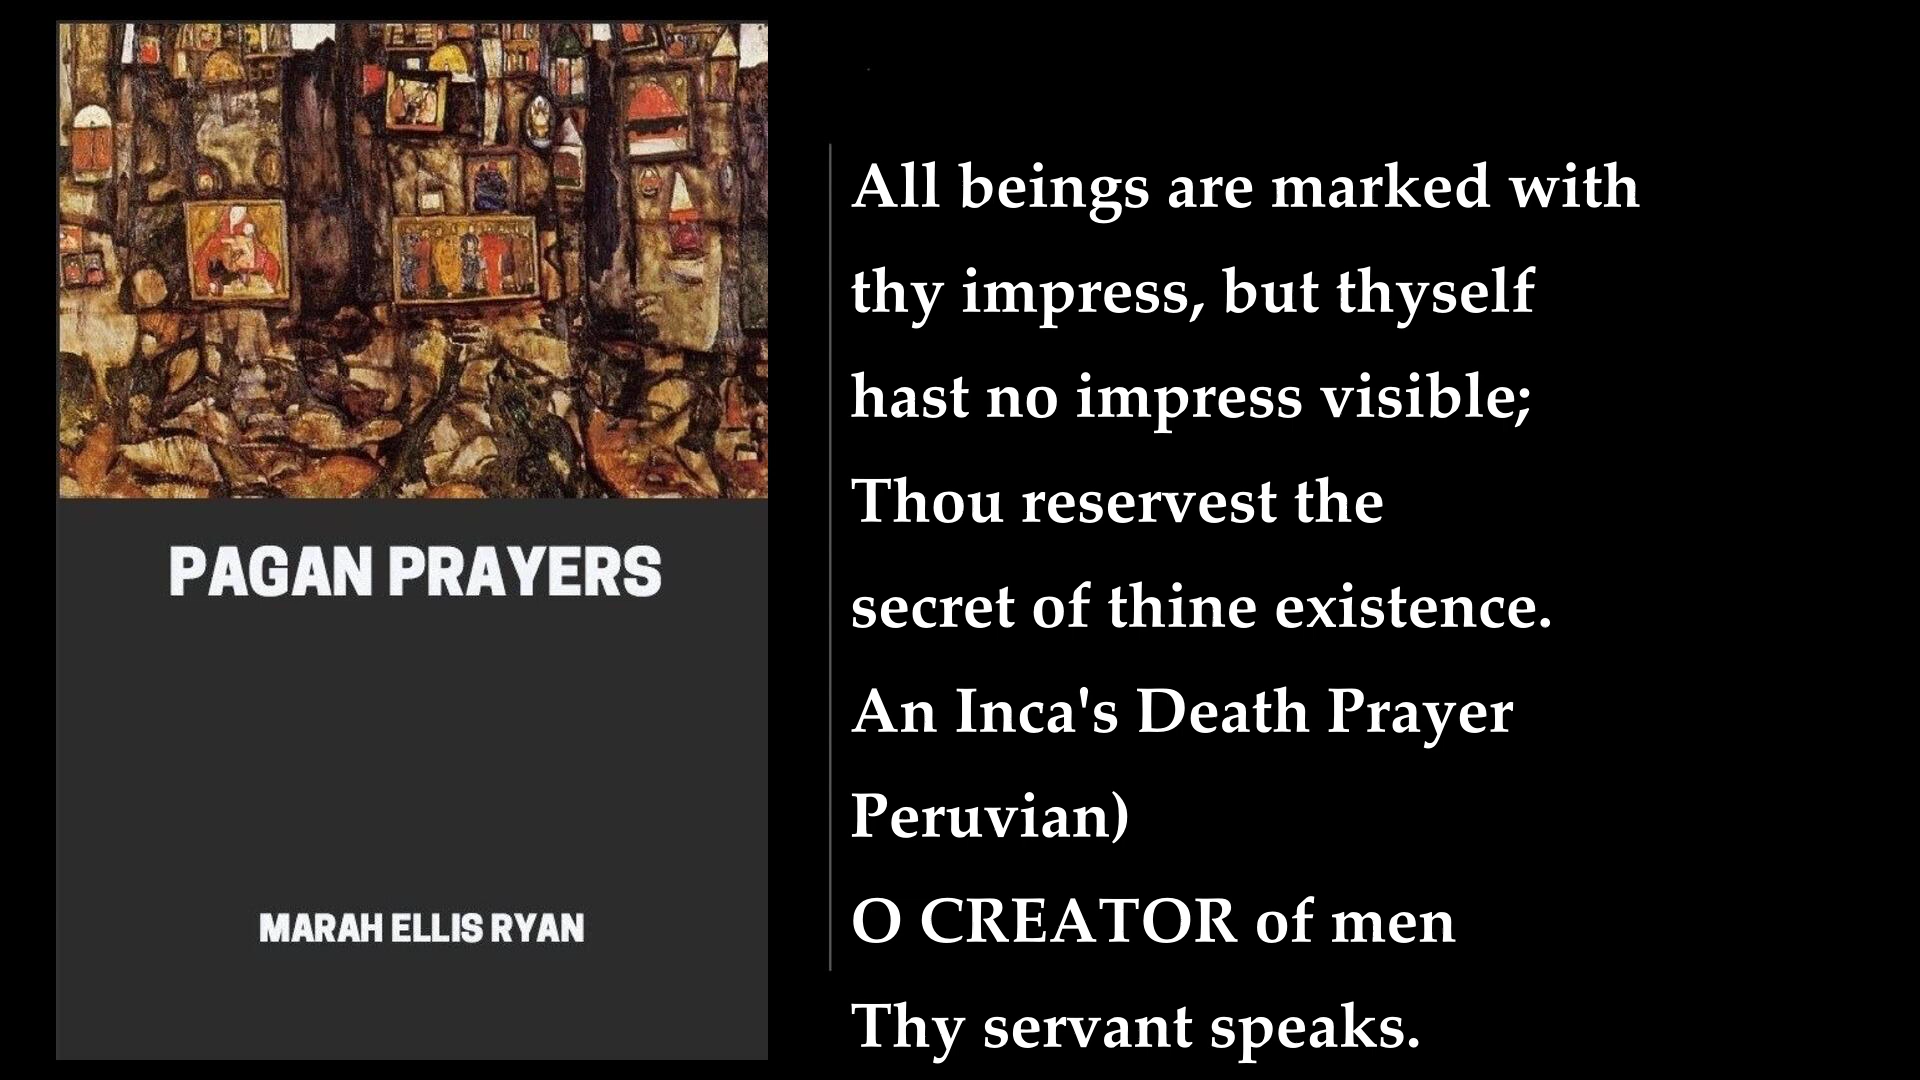 PAGAN PRAYERS
MARAH ELLIS RYAN
All beings are marked with
thy impress, but thyself
hast no impress visible;
Thou reservest the
secret of thine existence.
An Inca's Death Prayer
Peruvian)
O CREATOR of men
Thy servant speaks.